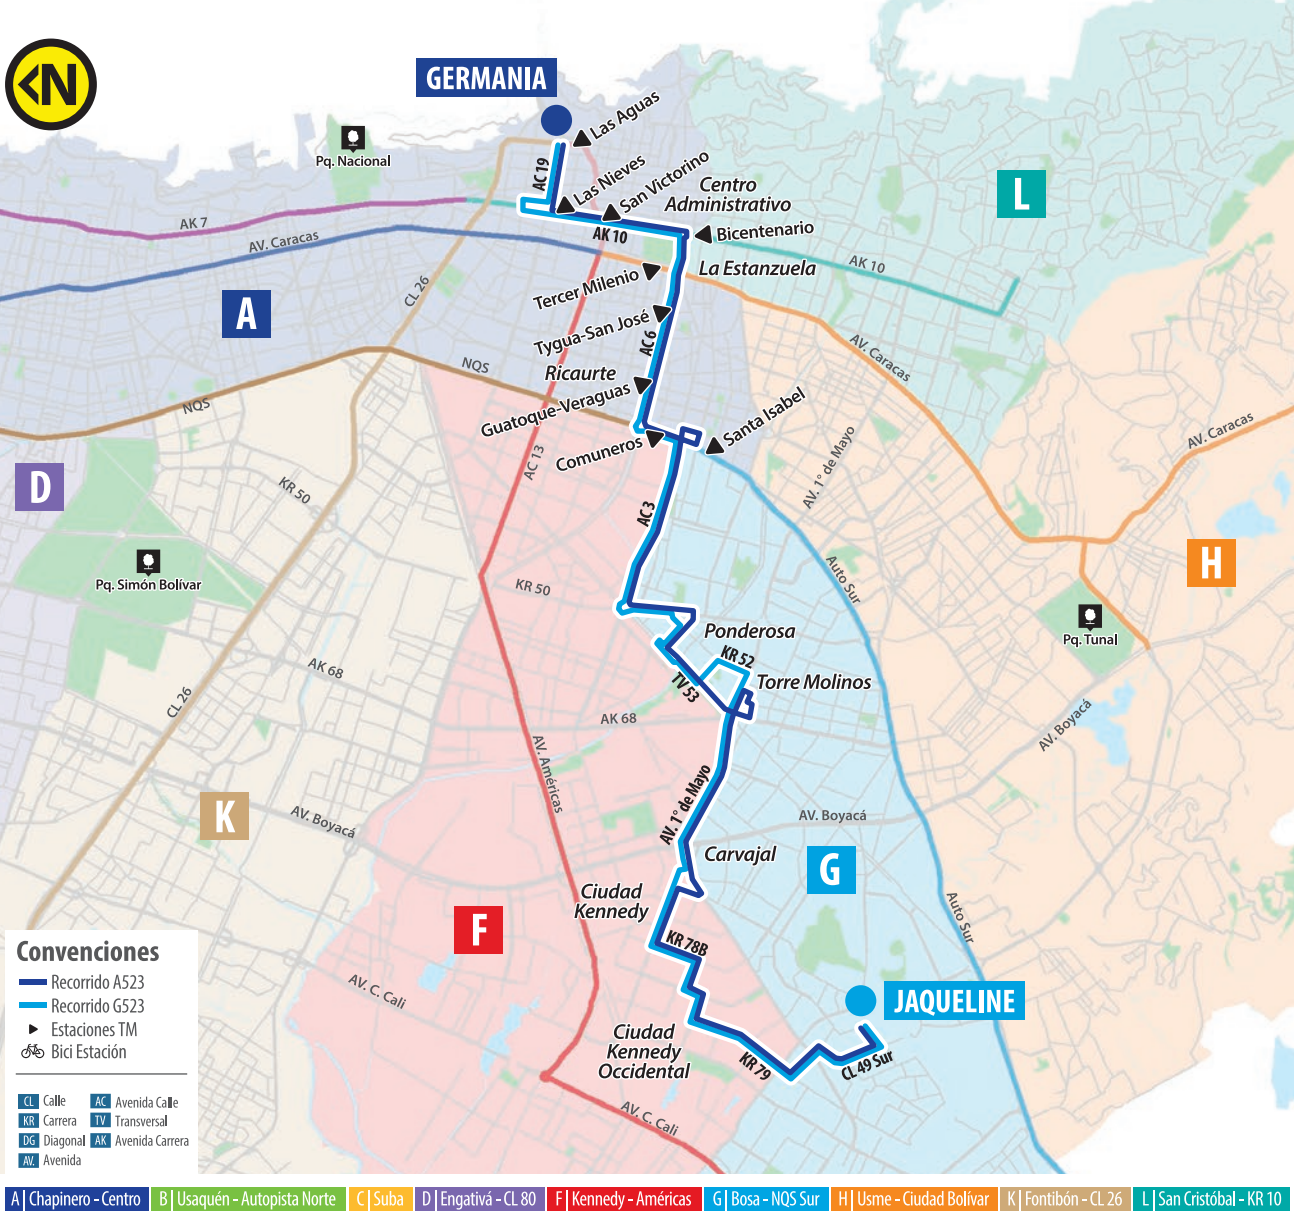 N
GERMANIA
Las Aguas
Pq. Nacional
AC 19
Las Nieves
San Victorino
Centro
Administrativo
L
AK 7
AV. Caracas
AK 10
Bicentenario
La Estanzuela
AK 10
CL 26
Tercer Milenio
A
Tygua-San José
AC 6
AV. Caracas
NQS
Ricaurte
Guatoque-Veraguas
NQS
Santa Isabel
Comuneros
AV. Caracas
AC 13
AV. 1° de Mayo
D
KR 50
AC 3
Pq. Simón Bolívar
KR 50
Auto Sur
H
Pq. Tunal
Ponderosa
KR 52
AK 68
TV 53
Torre Molinos
CL 26
AK 68
AV. Boyacá
AV. Américas
AV. 1° de Mayo
K
AV. Boyacá
AV. Boyacá
Carvajal
G
Ciudad
Kennedy
F
Auto Sur
KR 78B
AV. C. Cali
JAQUELINE
Ciudad
Kennedy
Occidental
KR 79
CL 49 Sur
AV. C. Cali
Convenciones
Recorrido A523
Recorrido G523
Estaciones TM
Bici Estación
CL Calle
AC Avenida Calle
KR Carrera
TV Transversal
DG Diagonal
AK Avenida Carrera
AV. Avenida
A Chapinero - Centro
B Usaquén - Autopista Norte
C Suba
D Engativá - CL 80
F Kennedy - Américas
G Bosa - NQS Sur
H Usme - Ciudad Bolívar
K Fontibón - CL 26
L San Cristóbal - KR 10